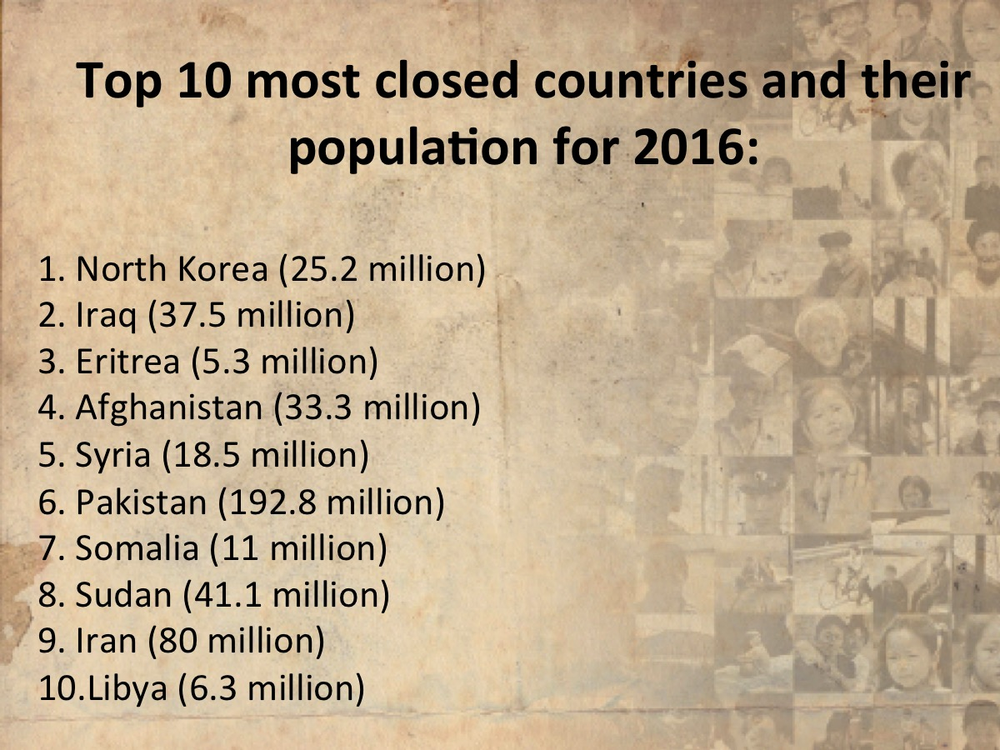 Top 10 most closed countries and their
population for 2016:
1. North Korea (25.2 million)
2. Iraq (37.5 million)
3. Eritrea (5.3 million)
4. Afghanistan (33.3 million)
5. Syria (18.5 million)
6. Pakistan (192.8 million)
7. Somalia (11 million)
8. Sudan (41.1 million)
9. Iran (80 million)
10.Libya (6.3 million)